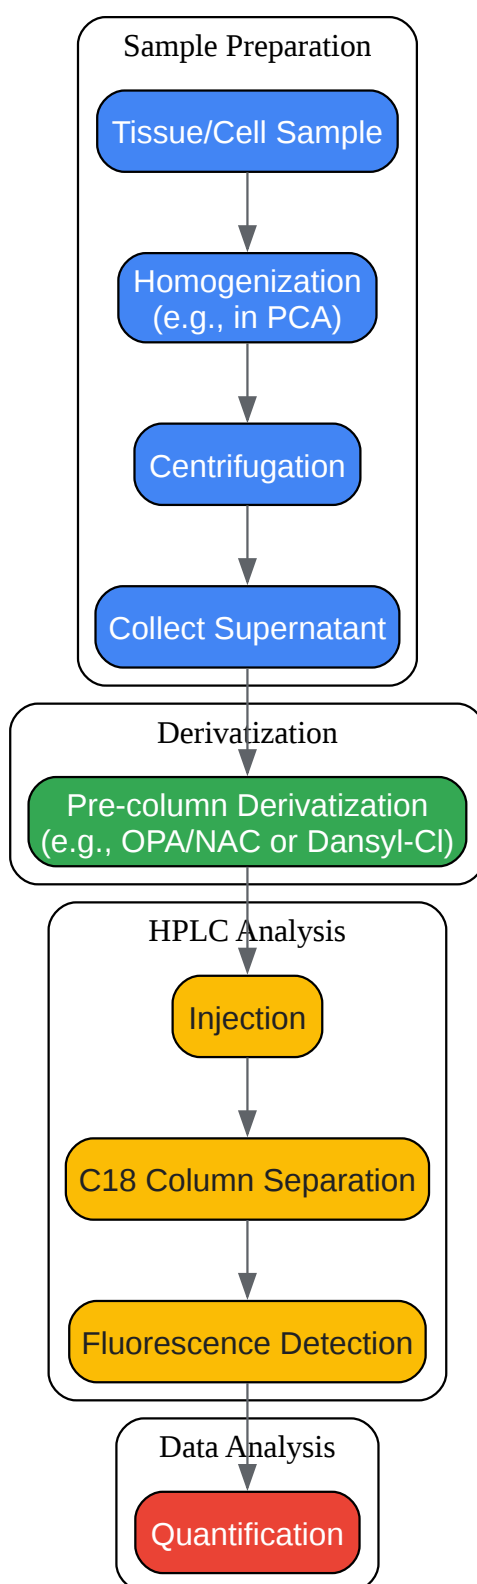 Sample Preparation
Tissue/Cell Sample
Homogenization
(e.g., in PCA)
Centrifugation
Collect Supernatant
Derivatization
Pre-column Derivatization
(e.g., OPA/NAC or Dansyl-Cl)
HPLC Analysis
Injection
C18 Column Separation
Fluorescence Detection
Data Analysis
Quantification